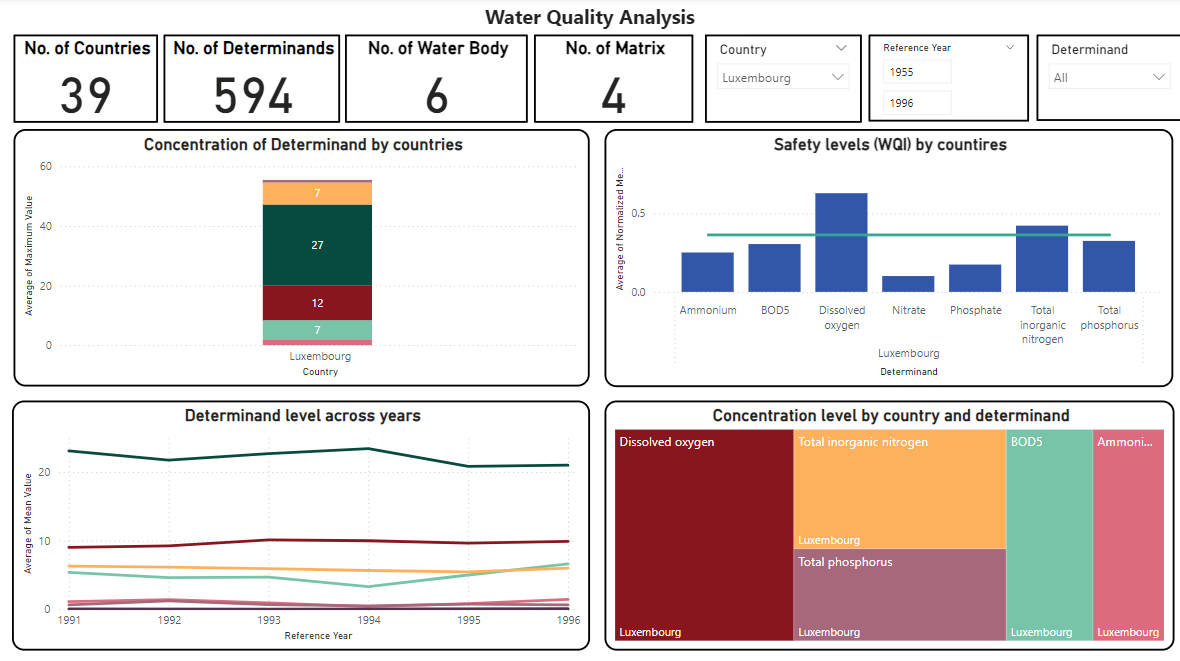 Water Quality Analysis
No. of Countries
39
No. of Determinands
594
No. of Water Body
6
No. of Matrix
4
Country
Luxembourg
Reference Year
1955
1996
Determinand
All
Concentration of Determinand by countries
Average of Maximum Value
60
40
20
0
7
27
12
7
Luxembourg
Country
Safety levels (WQI) by countires
Average of Normalized Me...
0.5
0.0
Ammonium
BOD5
Dissolved
oxygen
Nitrate
Phosphate
Total
inorganic
nitrogen
Total
phosphorus
Luxembourg
Determinand
Determinand level across years
Average of Mean Value
20
10
0
1991 1992 1993 1994 1995 1996
Reference Year
Concentration level by country and determinand
Dissolved oxygen
Luxembourg
Total inorganic nitrogen
Luxembourg
Total phosphorus
Luxembourg
BOD5
Luxembourg
Ammoni...
Luxembourg